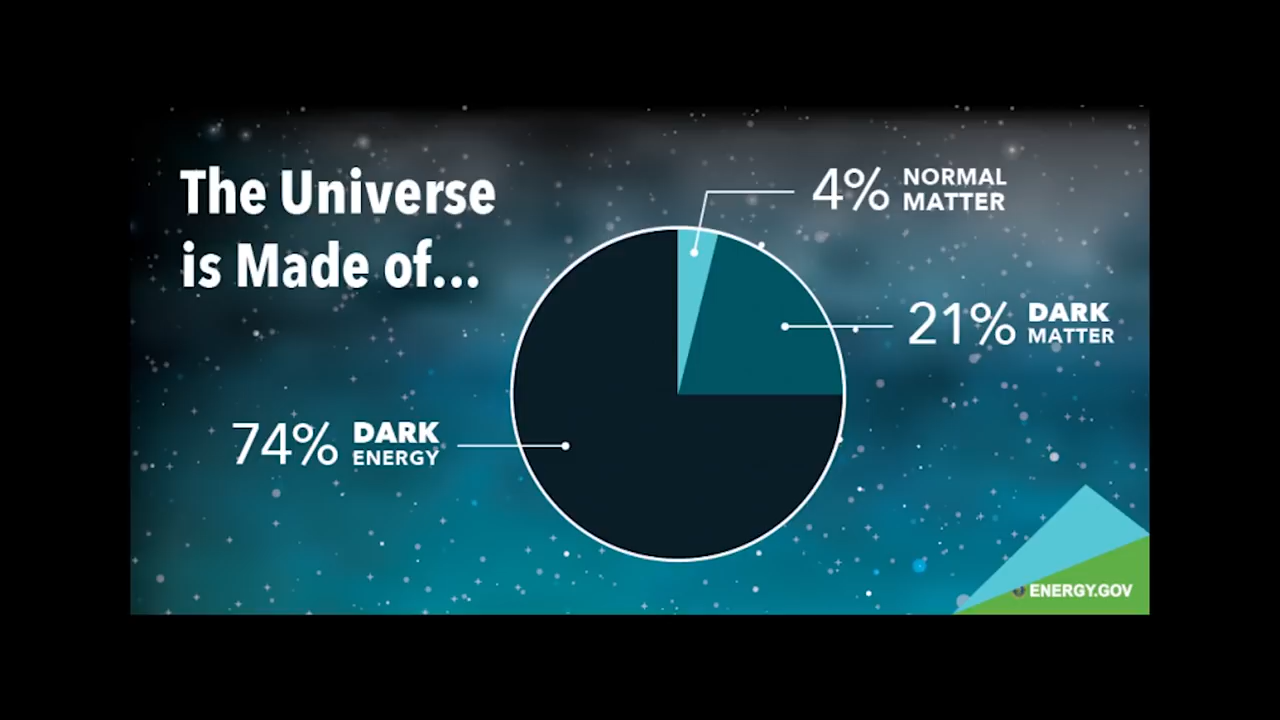 The Universe
is Made of...
4% NORMAL
MATTER
21% DARK
MATTER
74% DARK
ENERGY
ENERGY.GOV